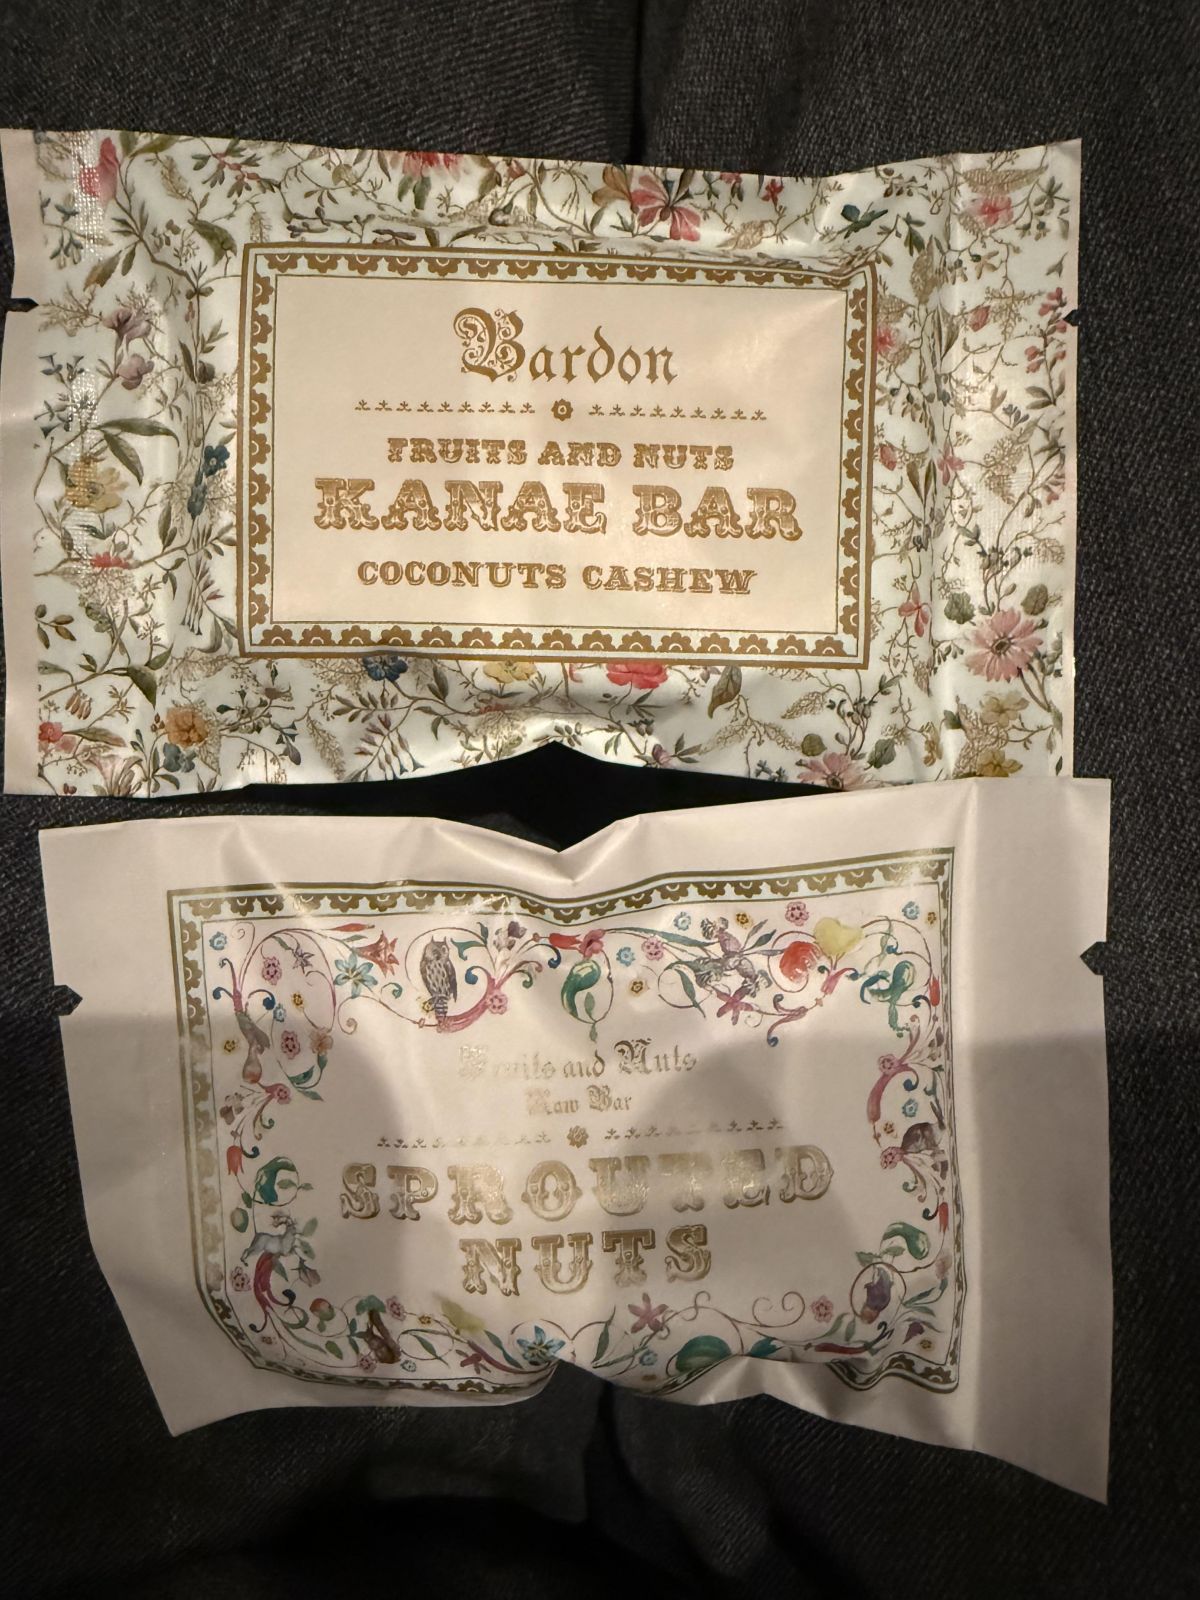 Bardon
FRUITS AND NUTS
KANAE BAR
COCONUTS CASHEW
Fruits and Nuts
Raw Bar
SPROUTED
NUTS